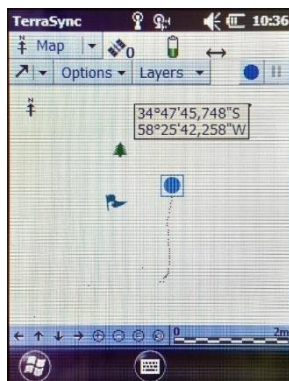 TerraSync 10:36
Map 0
Options Layers
N
34°47'45,748"S
58°25'42,258"W
0 2m